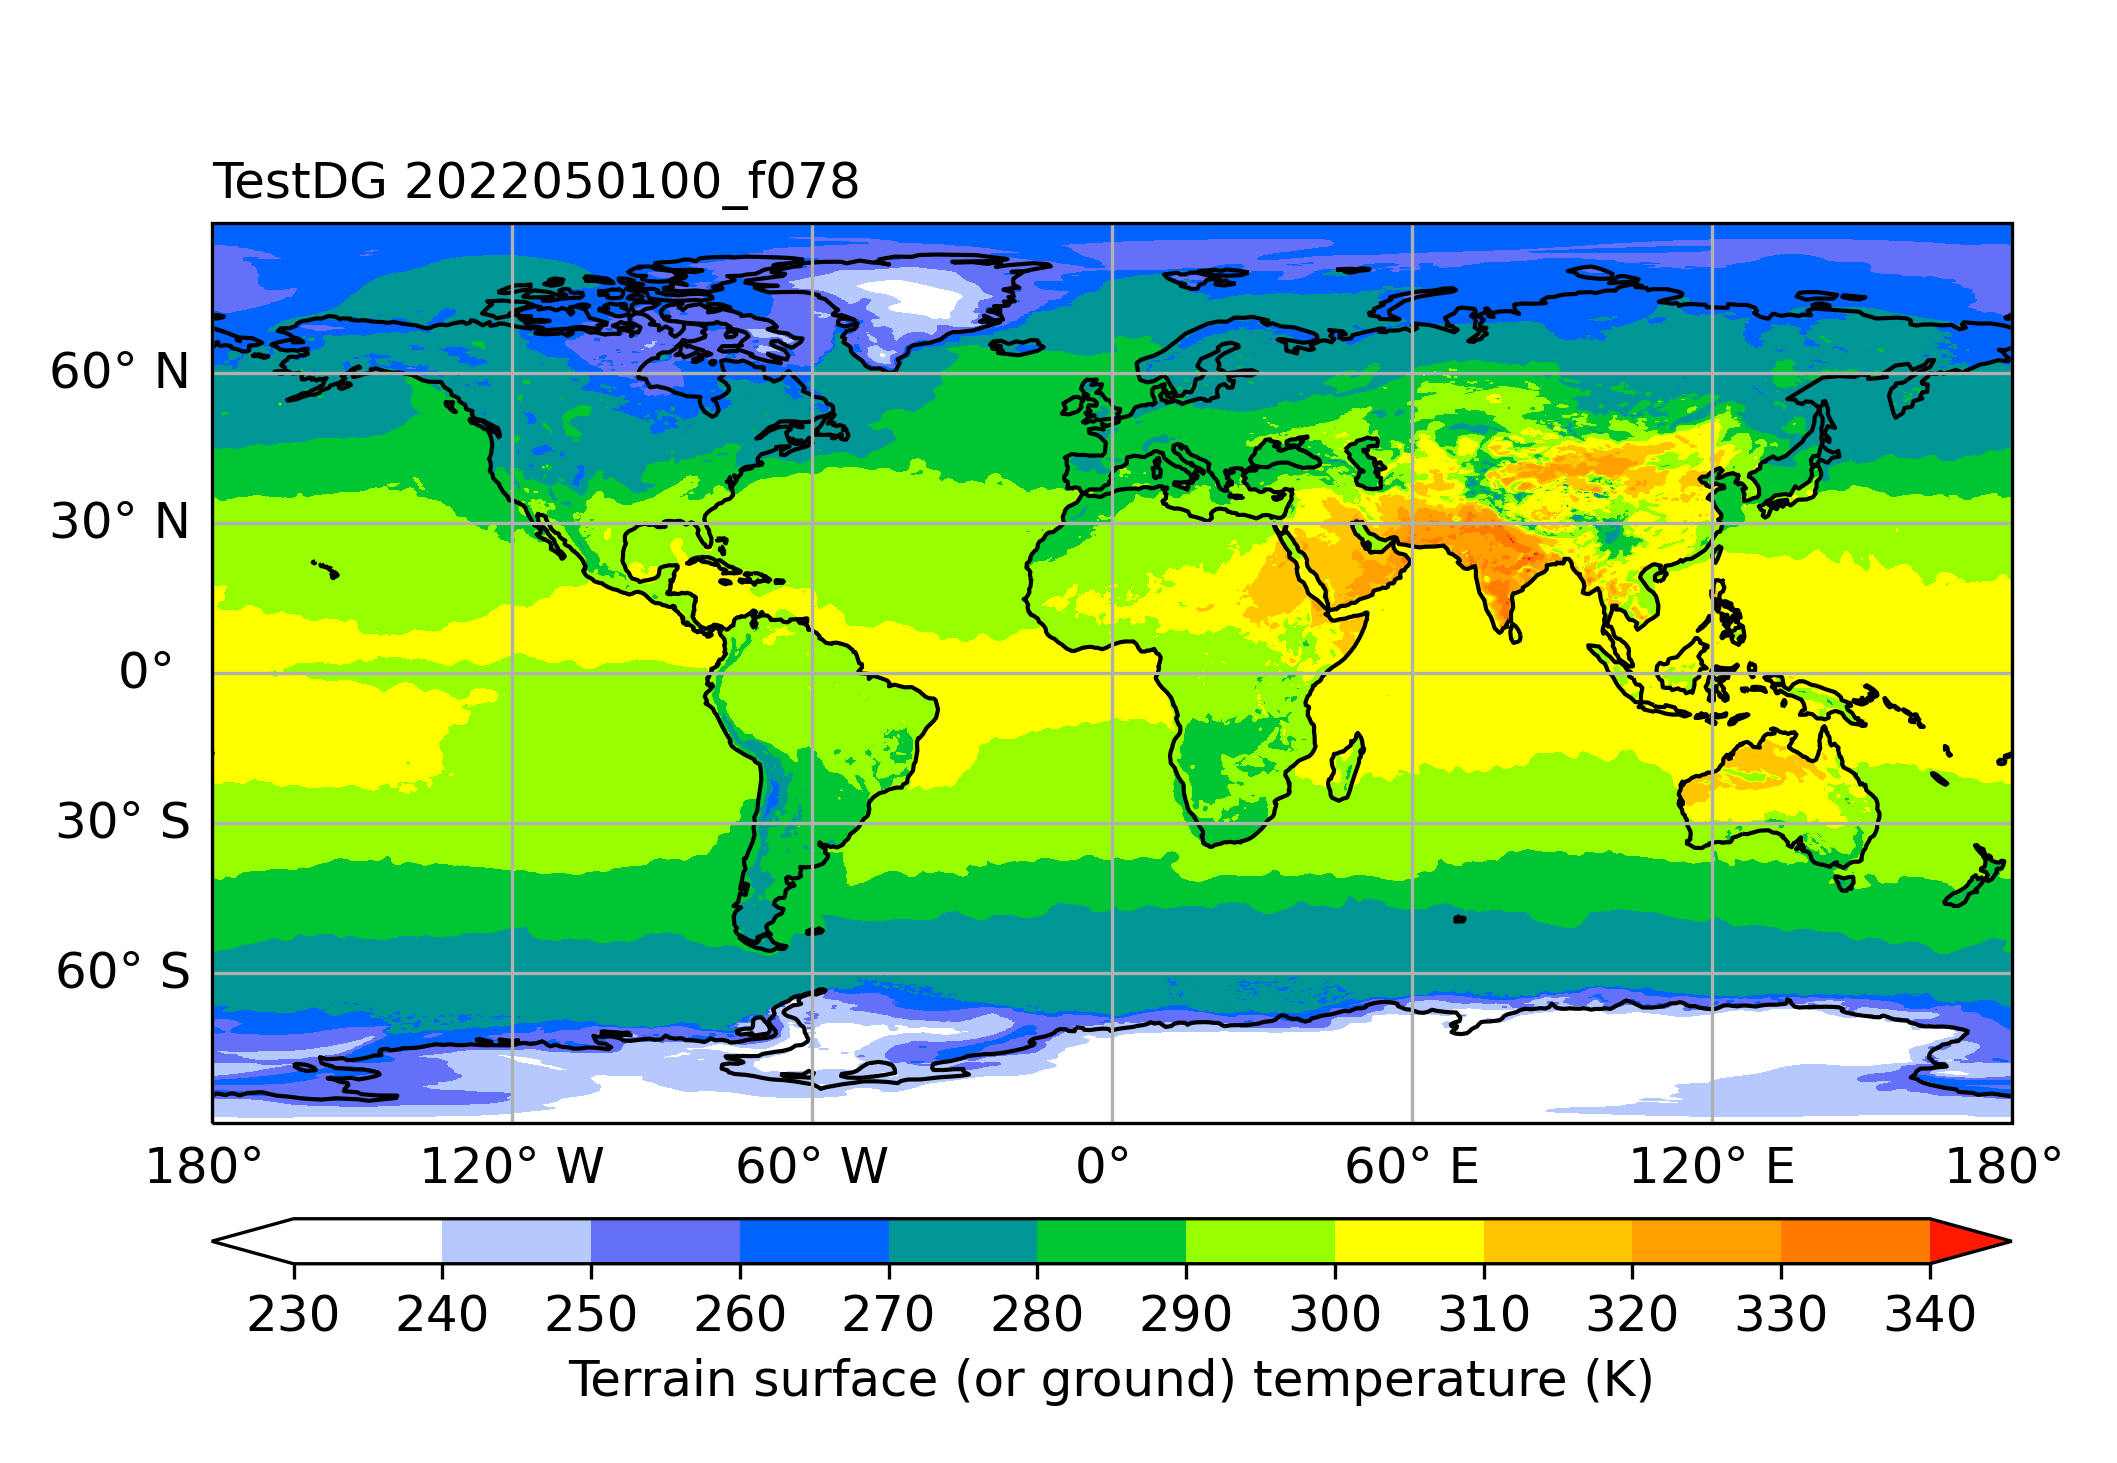 TestDG 2022050100_f078
60° N
30° N
0°
30° S
60° S
180° 120° W 60° W 0° 60° E 120° E 180°
230 240 250 260 270 280 290 300 310 320 330 340
Terrain surface (or ground) temperature (K)